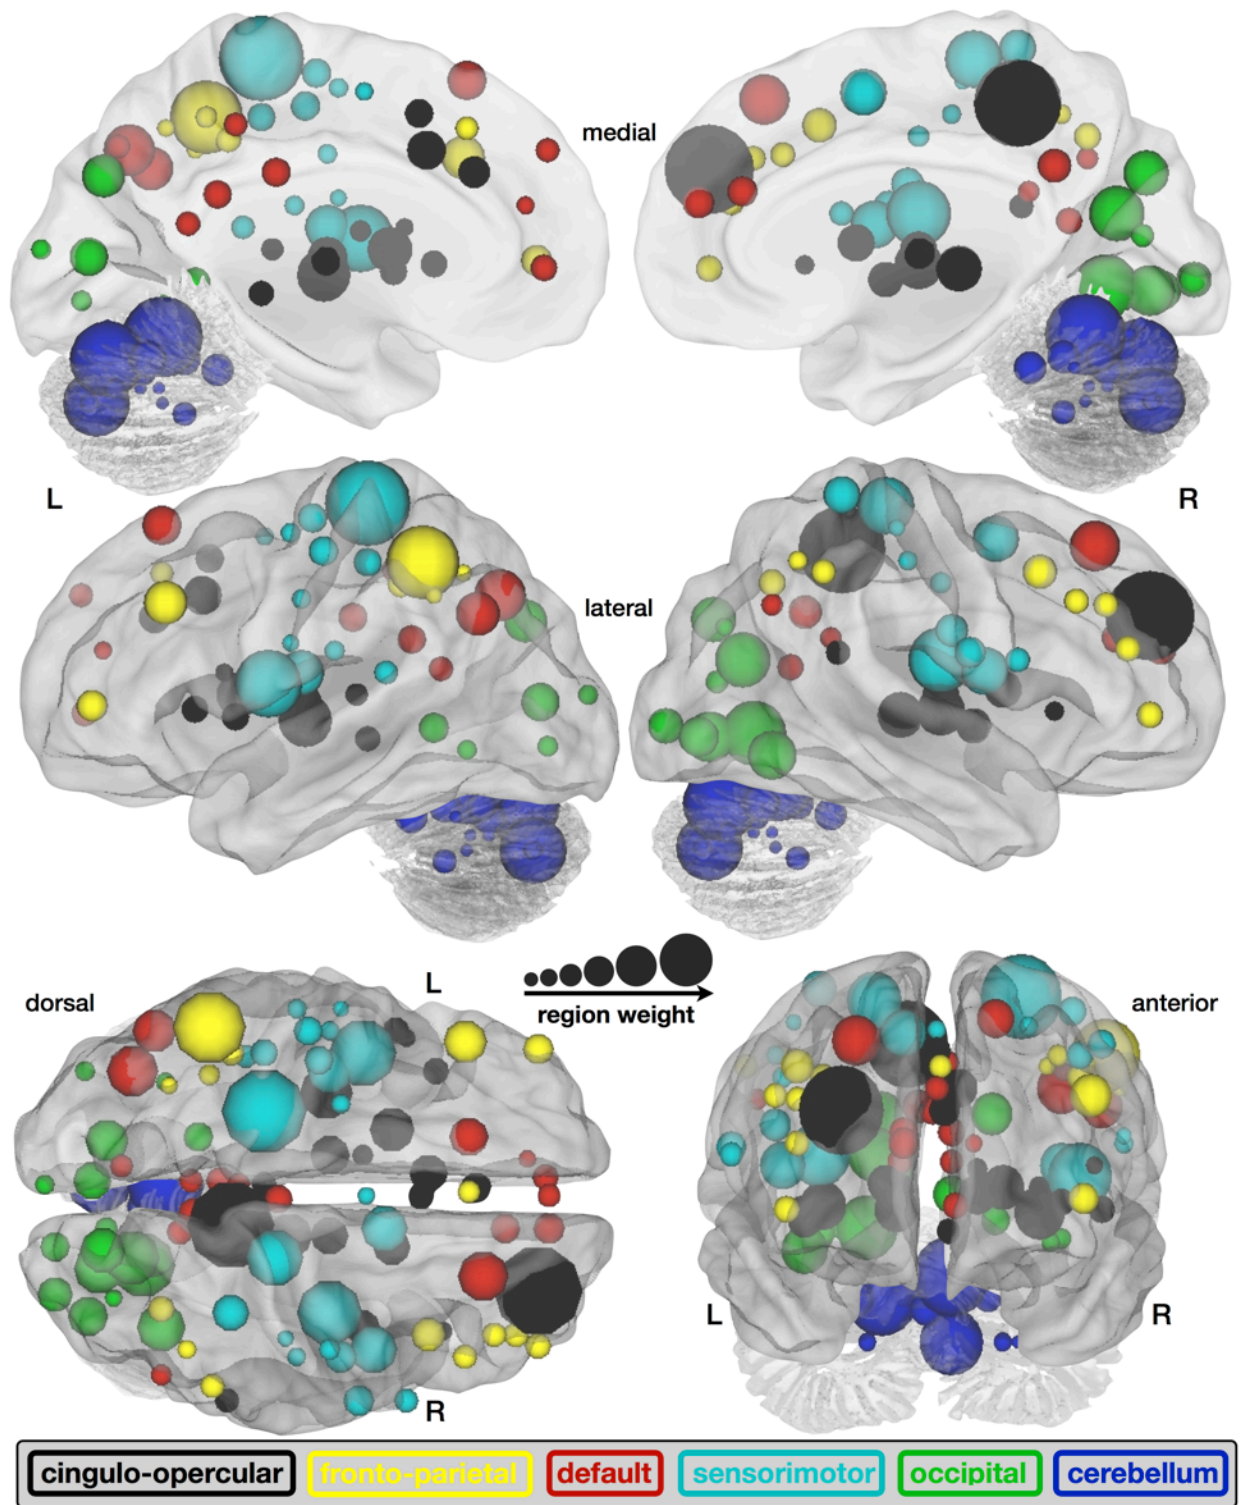 medial
L
R
lateral
L
dorsal
region weight
anterior
L
R
R
cingulo-opercular
fronto-parietal
default
sensorimotor
occipital
cerebellum